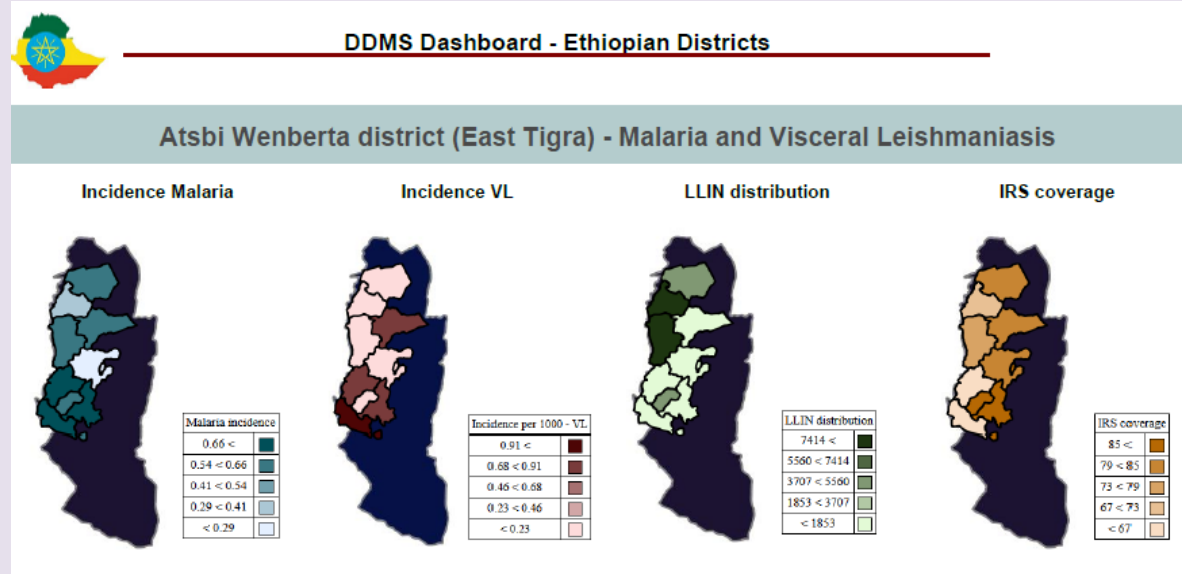 DDMS Dashboard - Ethiopian Districts
Atsbi Wenberta district (East Tigra) - Malaria and Visceral Leishmaniasis
Incidence Malaria
Incidence VL
LLIN distribution
IRS coverage
Malaria incidence
0.66 <
0.54 < 0.66
0.41 < 0.54
0.29 < 0.41
< 0.29
Incidence per 1000 - VL
0.91 <
0.68 < 0.91
0.46 < 0.68
0.23 < 0.46
< 0.23
LLIN distribution
7414 <
5560 < 7414
3707 < 5560
1853 < 3707
< 1853
IRS coverage
85 <
79 < 85
73 < 79
67 < 73
< 67